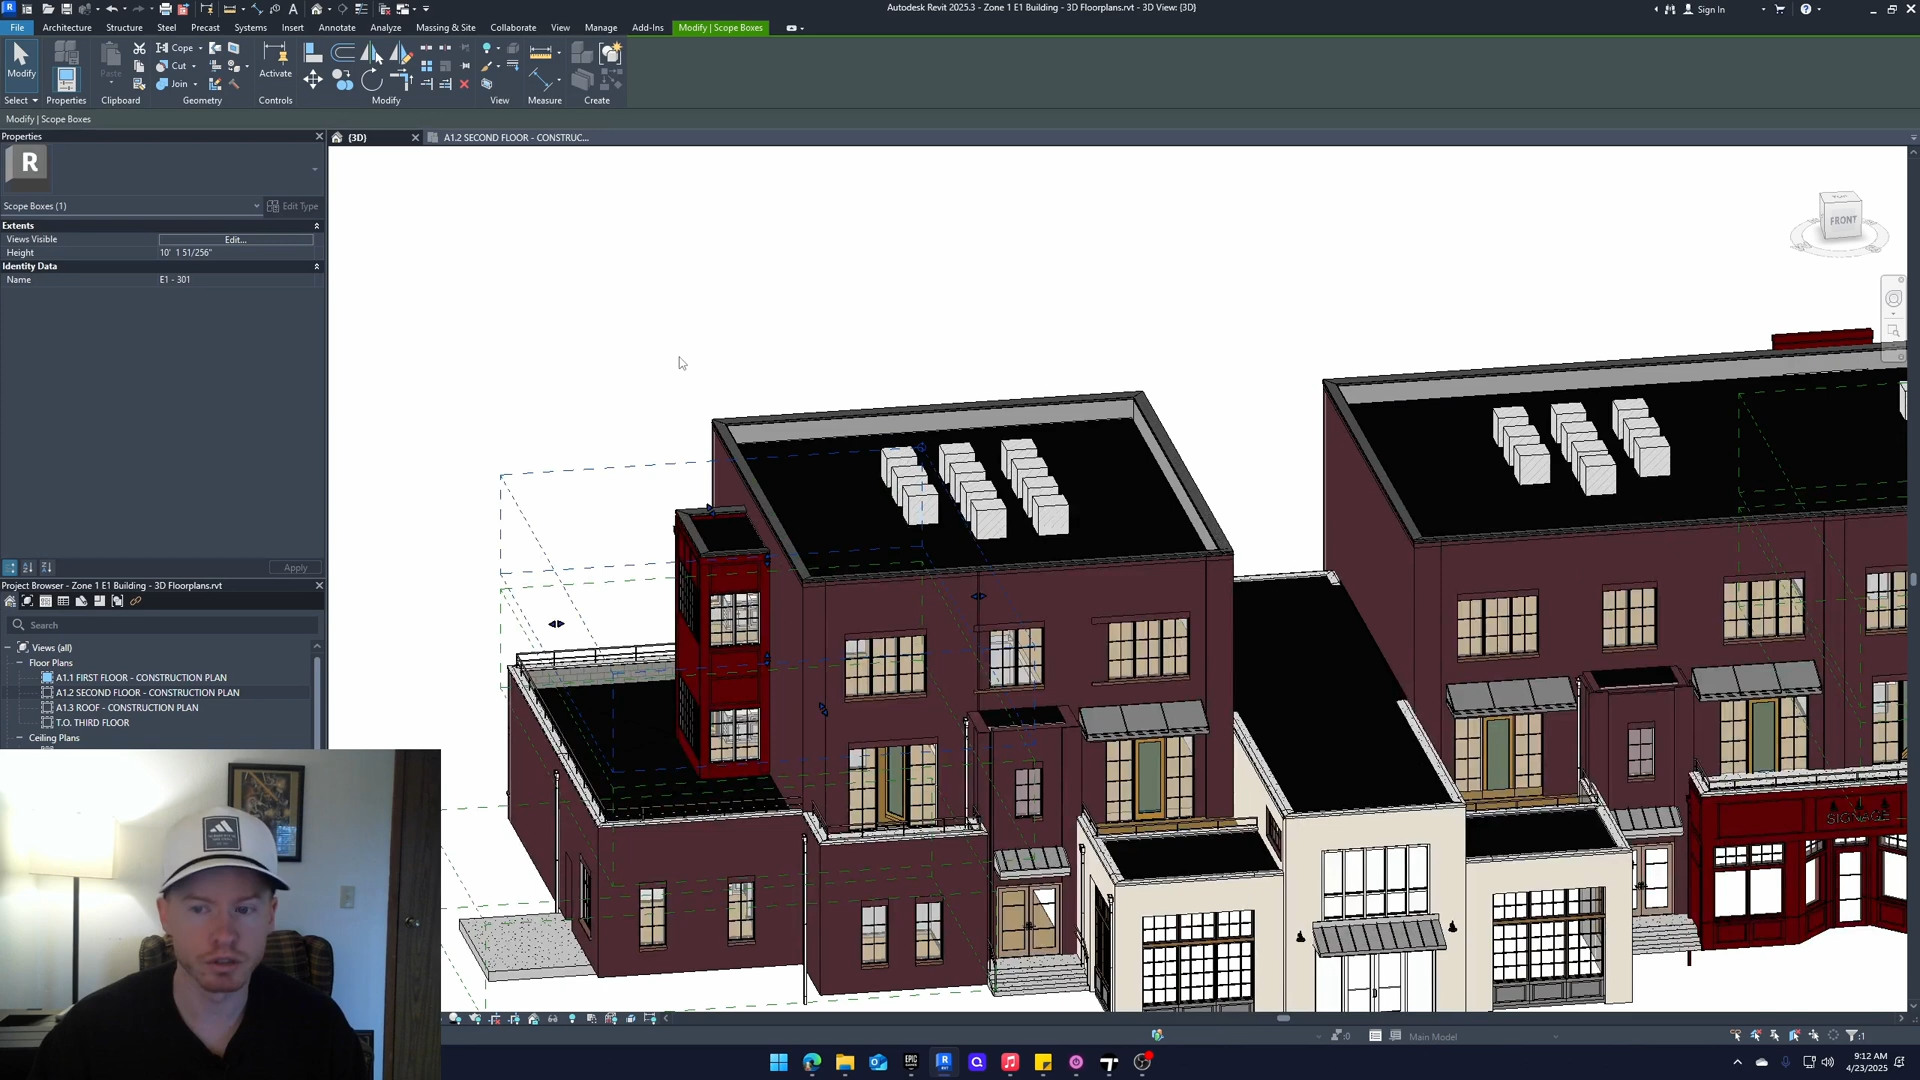 Autodesk Revit 2025.3 - Zone 1 E1 Building - 3D Floorplans.rvt - 3D View: {3D}
Sign In
File Architecture Structure Steel Precast Systems Insert Annotate Analyze Massing & Site Collaborate View Manage Add-Ins Modify | Scope Boxes
Modify
Paste
Cope
Cut
Join
Activate
Select Properties Clipboard Geometry Controls Modify View Measure Create
Modify | Scope Boxes
Properties
R
Scope Boxes (1)
Edit Type
Extents
Views Visible Edit...
Height 10' 1 51/256"
Identity Data
Name E1 - 301
Apply
{3D}
A1.2 SECOND FLOOR - CONSTRUC...
FRONT
SIGNAGE
Project Browser - Zone 1 E1 Building - 3D Floorplans.rvt
Search
Views (all)
Floor Plans
A1.1 FIRST FLOOR - CONSTRUCTION PLAN
A1.2 SECOND FLOOR - CONSTRUCTION PLAN
A1.3 ROOF - CONSTRUCTION PLAN
T.O. THIRD FLOOR
Ceiling Plans
:0
Main Model
:1
EPIC
R
9:12 AM
4/23/2025